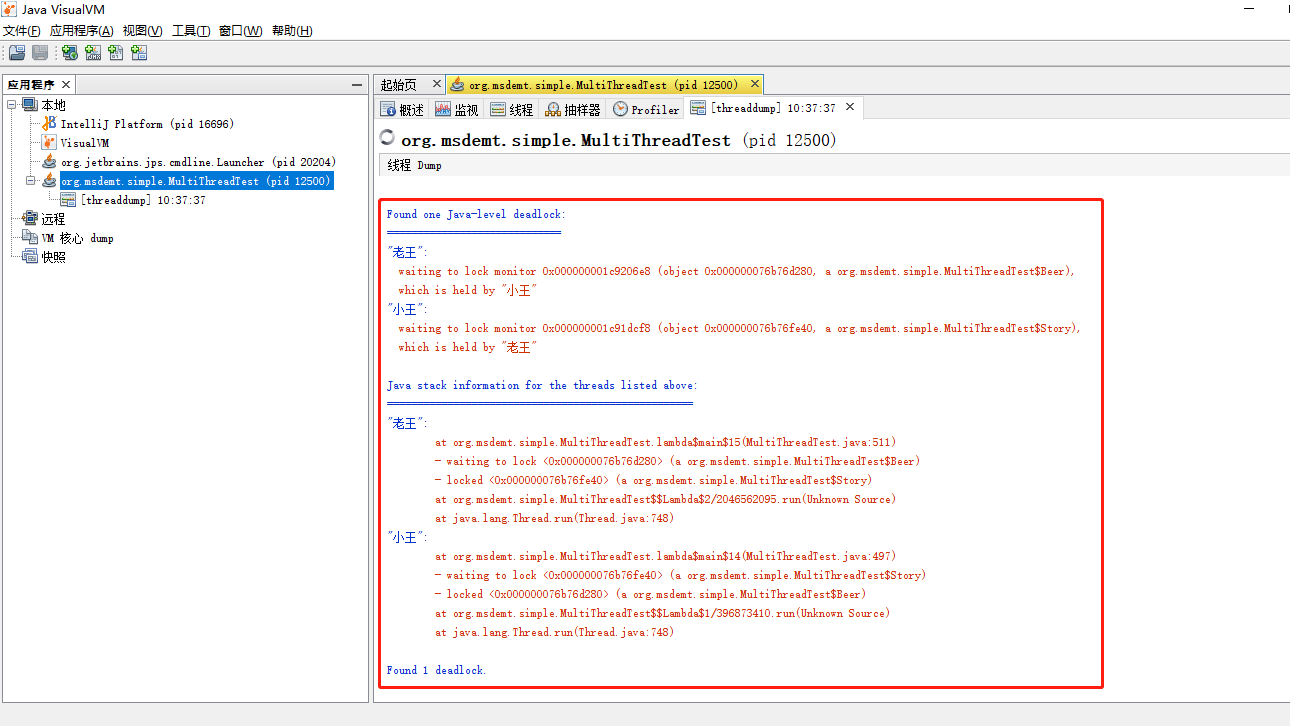 Java VisualVM
文件(F) 应用程序(A) 视图(V) 工具(T) 窗口(W) 帮助(H)
应用程序
本地
IntelliJ Platform (pid 16696)
VisualVM
org.jetbrains.jps.cmdline.Launcher (pid 20204)
org.msdemt.simple.MultiThreadTest (pid 12500)
[threaddump] 10:37:37
远程
VM 核心 dump
快照
起始页 org.msdemt.simple.MultiThreadTest (pid 12500)
概述 监视 线程 抽样器 Profiler [threaddump] 10:37:37
org.msdemt.simple.MultiThreadTest (pid 12500)
线程 Dump
Found one Java-level deadlock:
=============================
"老王":
waiting to lock monitor 0x000000001c9206e8 (object 0x000000076b76d280, a org.msdemt.simple.MultiThreadTest$Beer),
which is held by "小王"
"小王":
waiting to lock monitor 0x000000001c91dcf8 (object 0x000000076b76fe40, a org.msdemt.simple.MultiThreadTest$Story),
which is held by "老王"
Java stack information for the threads listed above:
===================================================
"老王":
at org.msdemt.simple.MultiThreadTest.lambda$main$15(MultiThreadTest.java:511)
- waiting to lock <0x000000076b76d280> (a org.msdemt.simple.MultiThreadTest$Beer)
- locked <0x000000076b76fe40> (a org.msdemt.simple.MultiThreadTest$Story)
at org.msdemt.simple.MultiThreadTest$$Lambda$2/2046562095.run(Unknown Source)
at java.lang.Thread.run(Thread.java:748)
"小王":
at org.msdemt.simple.MultiThreadTest.lambda$main$14(MultiThreadTest.java:497)
- waiting to lock <0x000000076b76fe40> (a org.msdemt.simple.MultiThreadTest$Story)
- locked <0x000000076b76d280> (a org.msdemt.simple.MultiThreadTest$Beer)
at org.msdemt.simple.MultiThreadTest$$Lambda$1/396873410.run(Unknown Source)
at java.lang.Thread.run(Thread.java:748)
Found 1 deadlock.